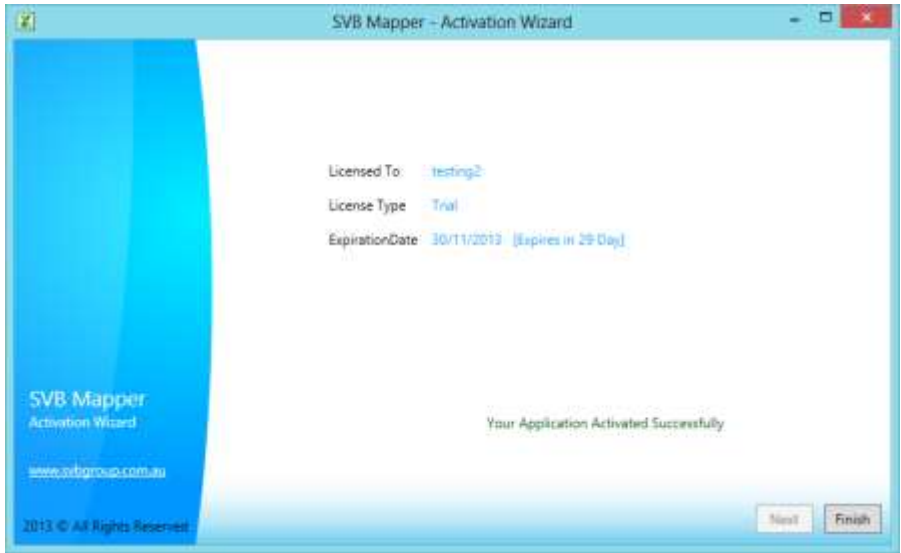 SVB Mapper - Activation Wizard
Licensed To: testing2
License Type Trial
ExpirationDate 30/11/2013 [Expires in 29 Day]
SVB Mapper
Activation Wizard
Your Application Activated Successfully
www.svbgroup.com.au
2013 © All Rights Reserved
Next Finish